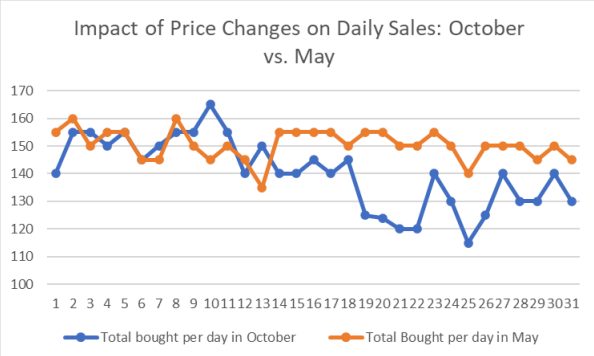 Impact of Price Changes on Daily Sales: October
vs. May
170
160
150
140
130
120
110
100
1 2 3 4 5 6 7 8 9 10 11 12 13 14 15 16 17 18 19 20 21 22 23 24 25 26 27 28 29 30 31
Total bought per day in October Total Bought per day in May